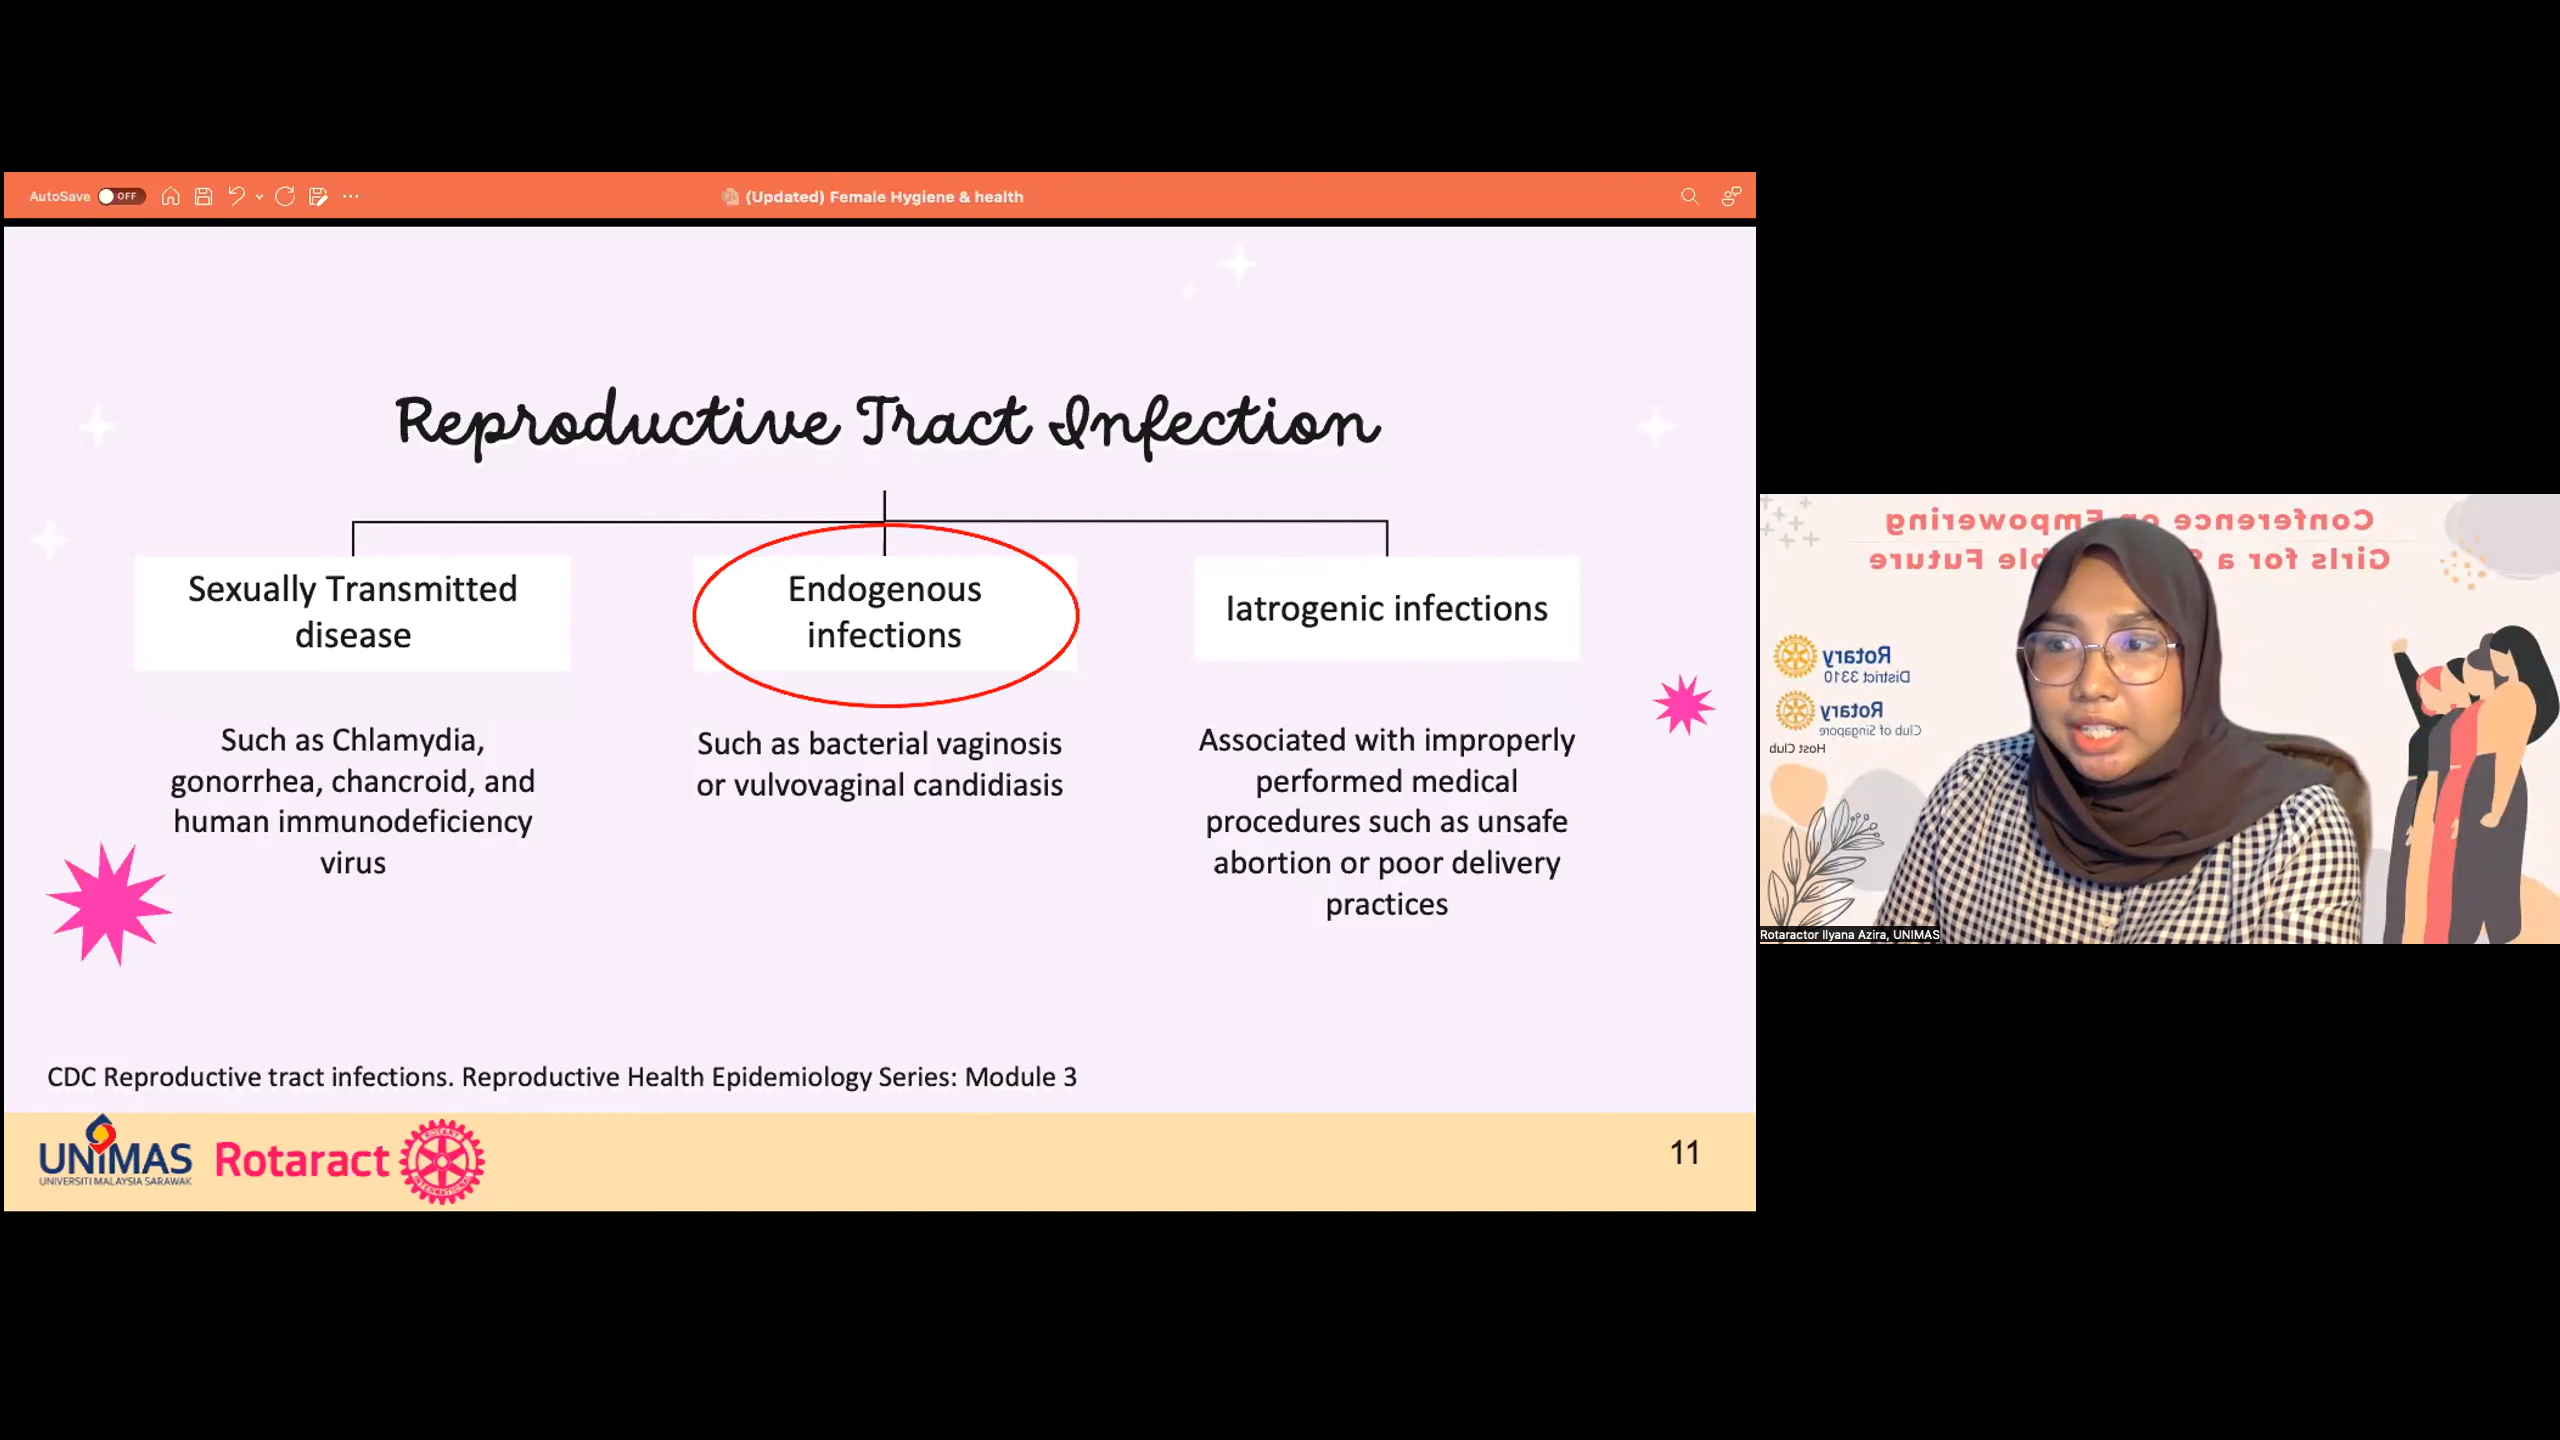 AutoSave OFF
(Updated) Female Hygiene & health
Reproductive Tract Infection
Sexually Transmitted
disease
Such as Chlamydia,
gonorrhea, chancroid, and
human immunodeficiency
virus
Endogenous
infections
Such as bacterial vaginosis
or vulvovaginal candidiasis
Iatrogenic infections
Associated with improperly
performed medical
procedures such as unsafe
abortion or poor delivery
practices
CDC Reproductive tract infections. Reproductive Health Epidemiology Series: Module 3
UNIMAS
UNIVERSITI MALAYSIA SARAWAK
Rotaract
11
Conference on Empowering
Girls for a Future
Rotary
District 3310
Rotary
Club of Singapore
Host Club
Rotaractor Ilyana Azira, UNIMAS